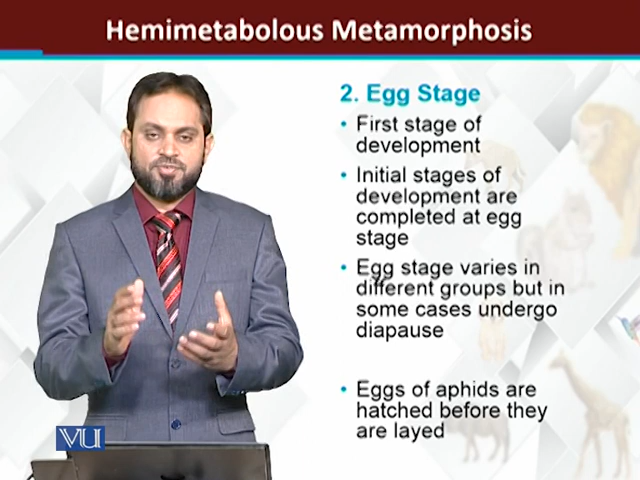 Hemimetabolous Metamorphosis
2. Egg Stage
• First stage of
development
• Initial stages of
development are
completed at egg
stage
• Egg stage varies in
different groups but in
some cases undergo
diapause
• Eggs of aphids are
hatched before they
are layed
VU